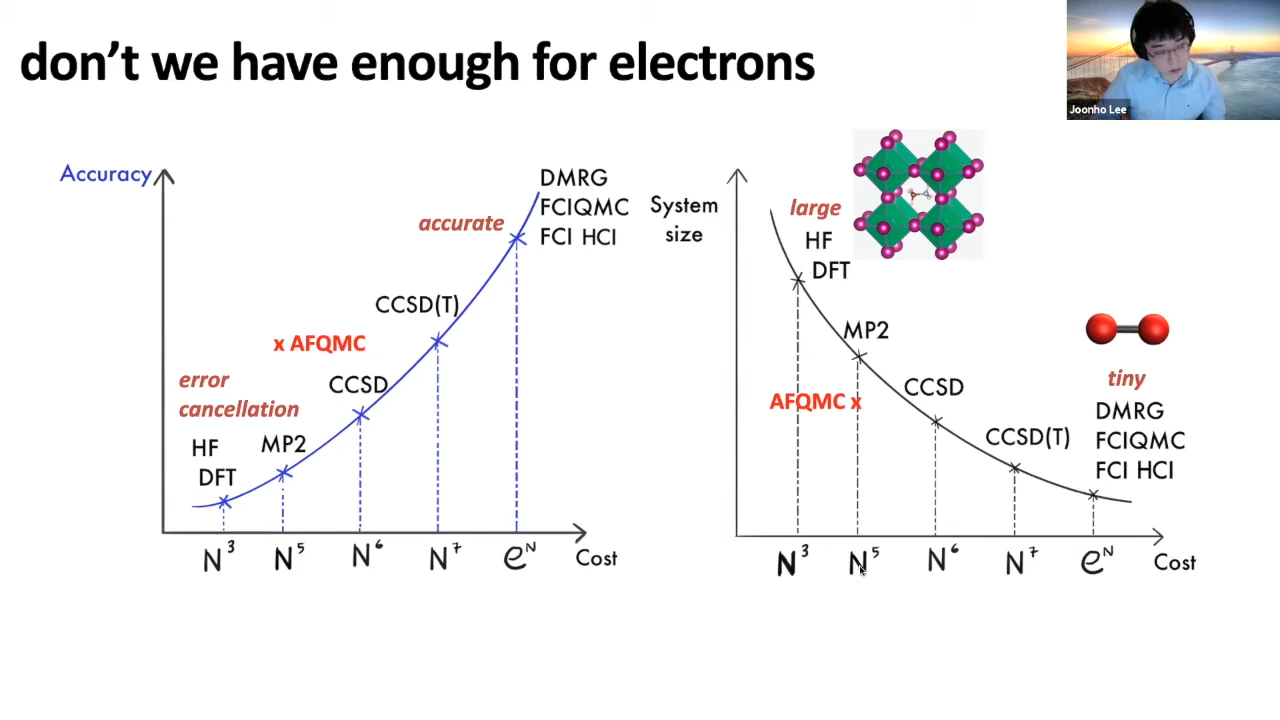 don't we have enough for electrons
Joonho Lee
Accuracy
accurate
DMRG
FCIQMC
FCI HCI
CCSD(T)
x AFQMC
CCSD
error
cancellation
HF
DFT
MP2
N³
N⁵
N⁶
N⁷
eᴺ
Cost
System
size
large
HF
DFT
MP2
AFQMC x
CCSD
CCSD(T)
tiny
DMRG
FCIQMC
FCI HCI
N³
N⁵
N⁶
N⁷
eᴺ
Cost